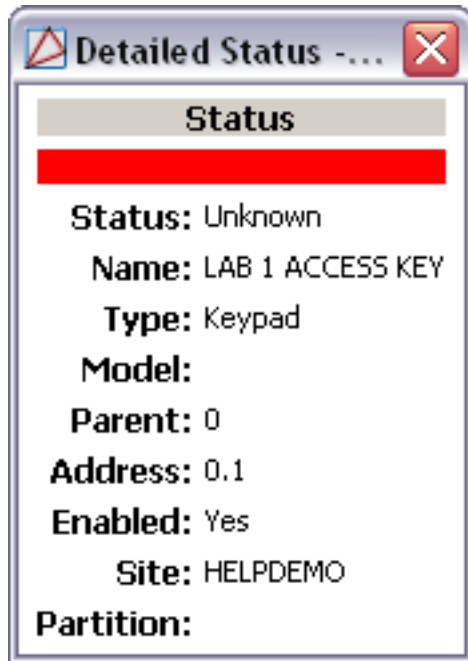 Detailed Status -...
Status
Status: Unknown
Name: LAB 1 ACCESS KEY
Type: Keypad
Model:
Parent: 0
Address: 0.1
Enabled: Yes
Site: HELPDEMO
Partition: